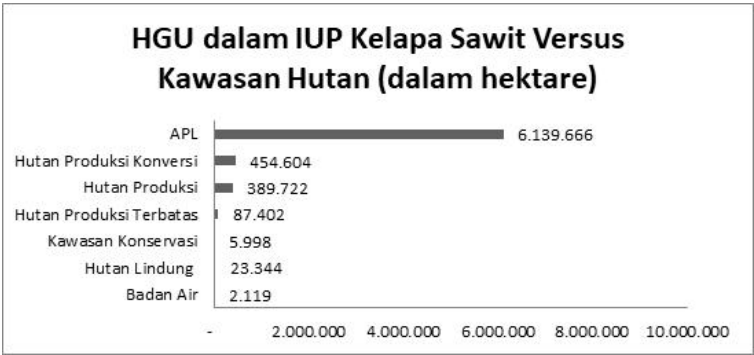 HGU dalam IUP Kelapa Sawit Versus
Kawasan Hutan (dalam hektare)
APL 6.139.666
Hutan Produksi Konversi 454.604
Hutan Produksi 389.722
Hutan Produksi Terbatas 87.402
Kawasan Konservasi 5.998
Hutan Lindung 23.344
Badan Air 2.119
- 2.000.000 4.000.000 6.000.000 8.000.000 10.000.000